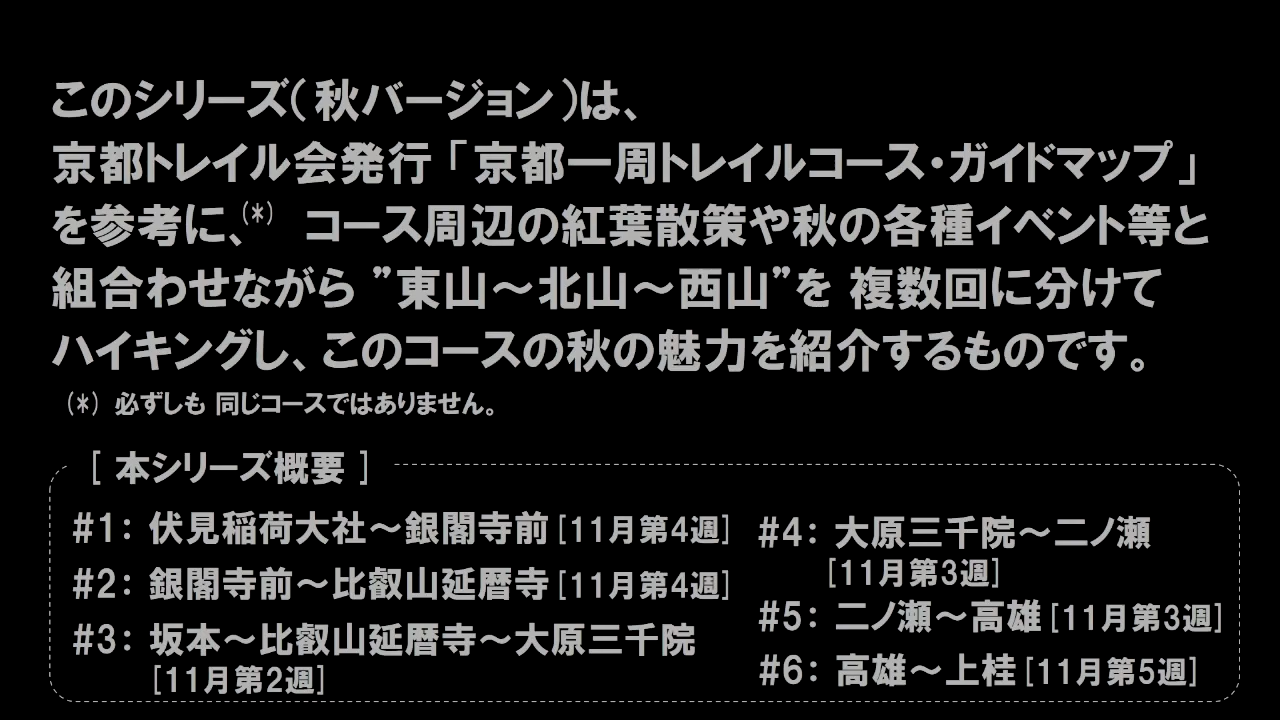 このシリーズ(秋バージョン)は、
京都トレイル会発行「京都一周トレイルコース・ガイドマップ」
を参考に、(*) コース周辺の紅葉散策や秋の各種イベント等と
組合わせながら ”東山～北山～西山”を 複数回に分けて
ハイキングし、このコースの秋の魅力を紹介するものです。
(*) 必ずしも 同じコースではありません。
[ 本シリーズ概要 ]
#1: 伏見稲荷大社～銀閣寺前[11月第4週]
#2: 銀閣寺前～比叡山延暦寺[11月第4週]
#3: 坂本～比叡山延暦寺～大原三千院
[11月第2週]
#4: 大原三千院～二ノ瀬
[11月第3週]
#5: 二ノ瀬～高雄[11月第3週]
#6: 高雄～上桂[11月第5週]